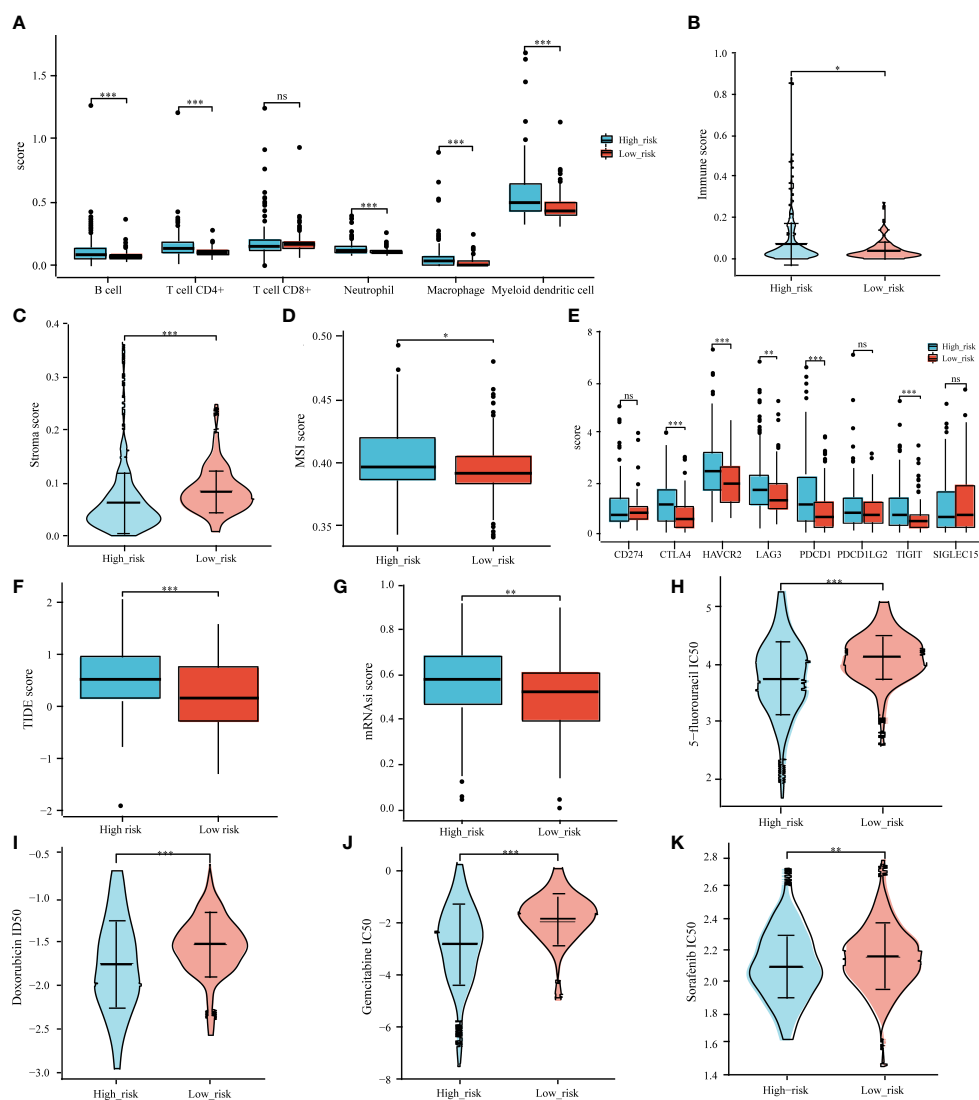 A
score
1.5
1.0
0.5
0.0
***
***
ns
***
***
***
B cell
T cell CD4+
T cell CD8+
Neutrophil
Macrophage
Myeloid dendritic cell
High_risk
Low_risk
B
Immune score
1.0
0.8
0.6
0.4
0.2
0.0
*
High_risk
Low_risk
C
Stroma score
0.4
0.3
0.2
0.1
0.0
***
High_risk
Low_risk
D
MSI score
0.50
0.45
0.40
0.35
*
High_risk
Low_risk
E
score
8
6
4
2
0
ns
***
***
**
***
ns
***
ns
CD274
CTLA4
HAVCR2
LAG3
PDCD1
PDCD1LG2
TIGIT
SIGLEC15
High_risk
Low_risk
F
TIDE score
2
1
0
−1
−2
***
High risk
Low risk
G
mRNAsi score
1.0
0.8
0.6
0.4
0.2
0.0
**
High_risk
Low_risk
H
5−fluorouracil IC50
5
4
3
2
***
High_risk
Low_risk
I
Doxorubicin ID50
−0.5
−1.0
−1.5
−2.0
−2.5
−3.0
***
High_risk
Low_risk
J
Gemcitabine IC50
0
−2
−4
−6
−8
***
High_risk
Low_risk
K
Sorafenib IC50
2.8
2.6
2.4
2.2
2.0
1.8
1.6
1.4
**
High−risk
Low_risk